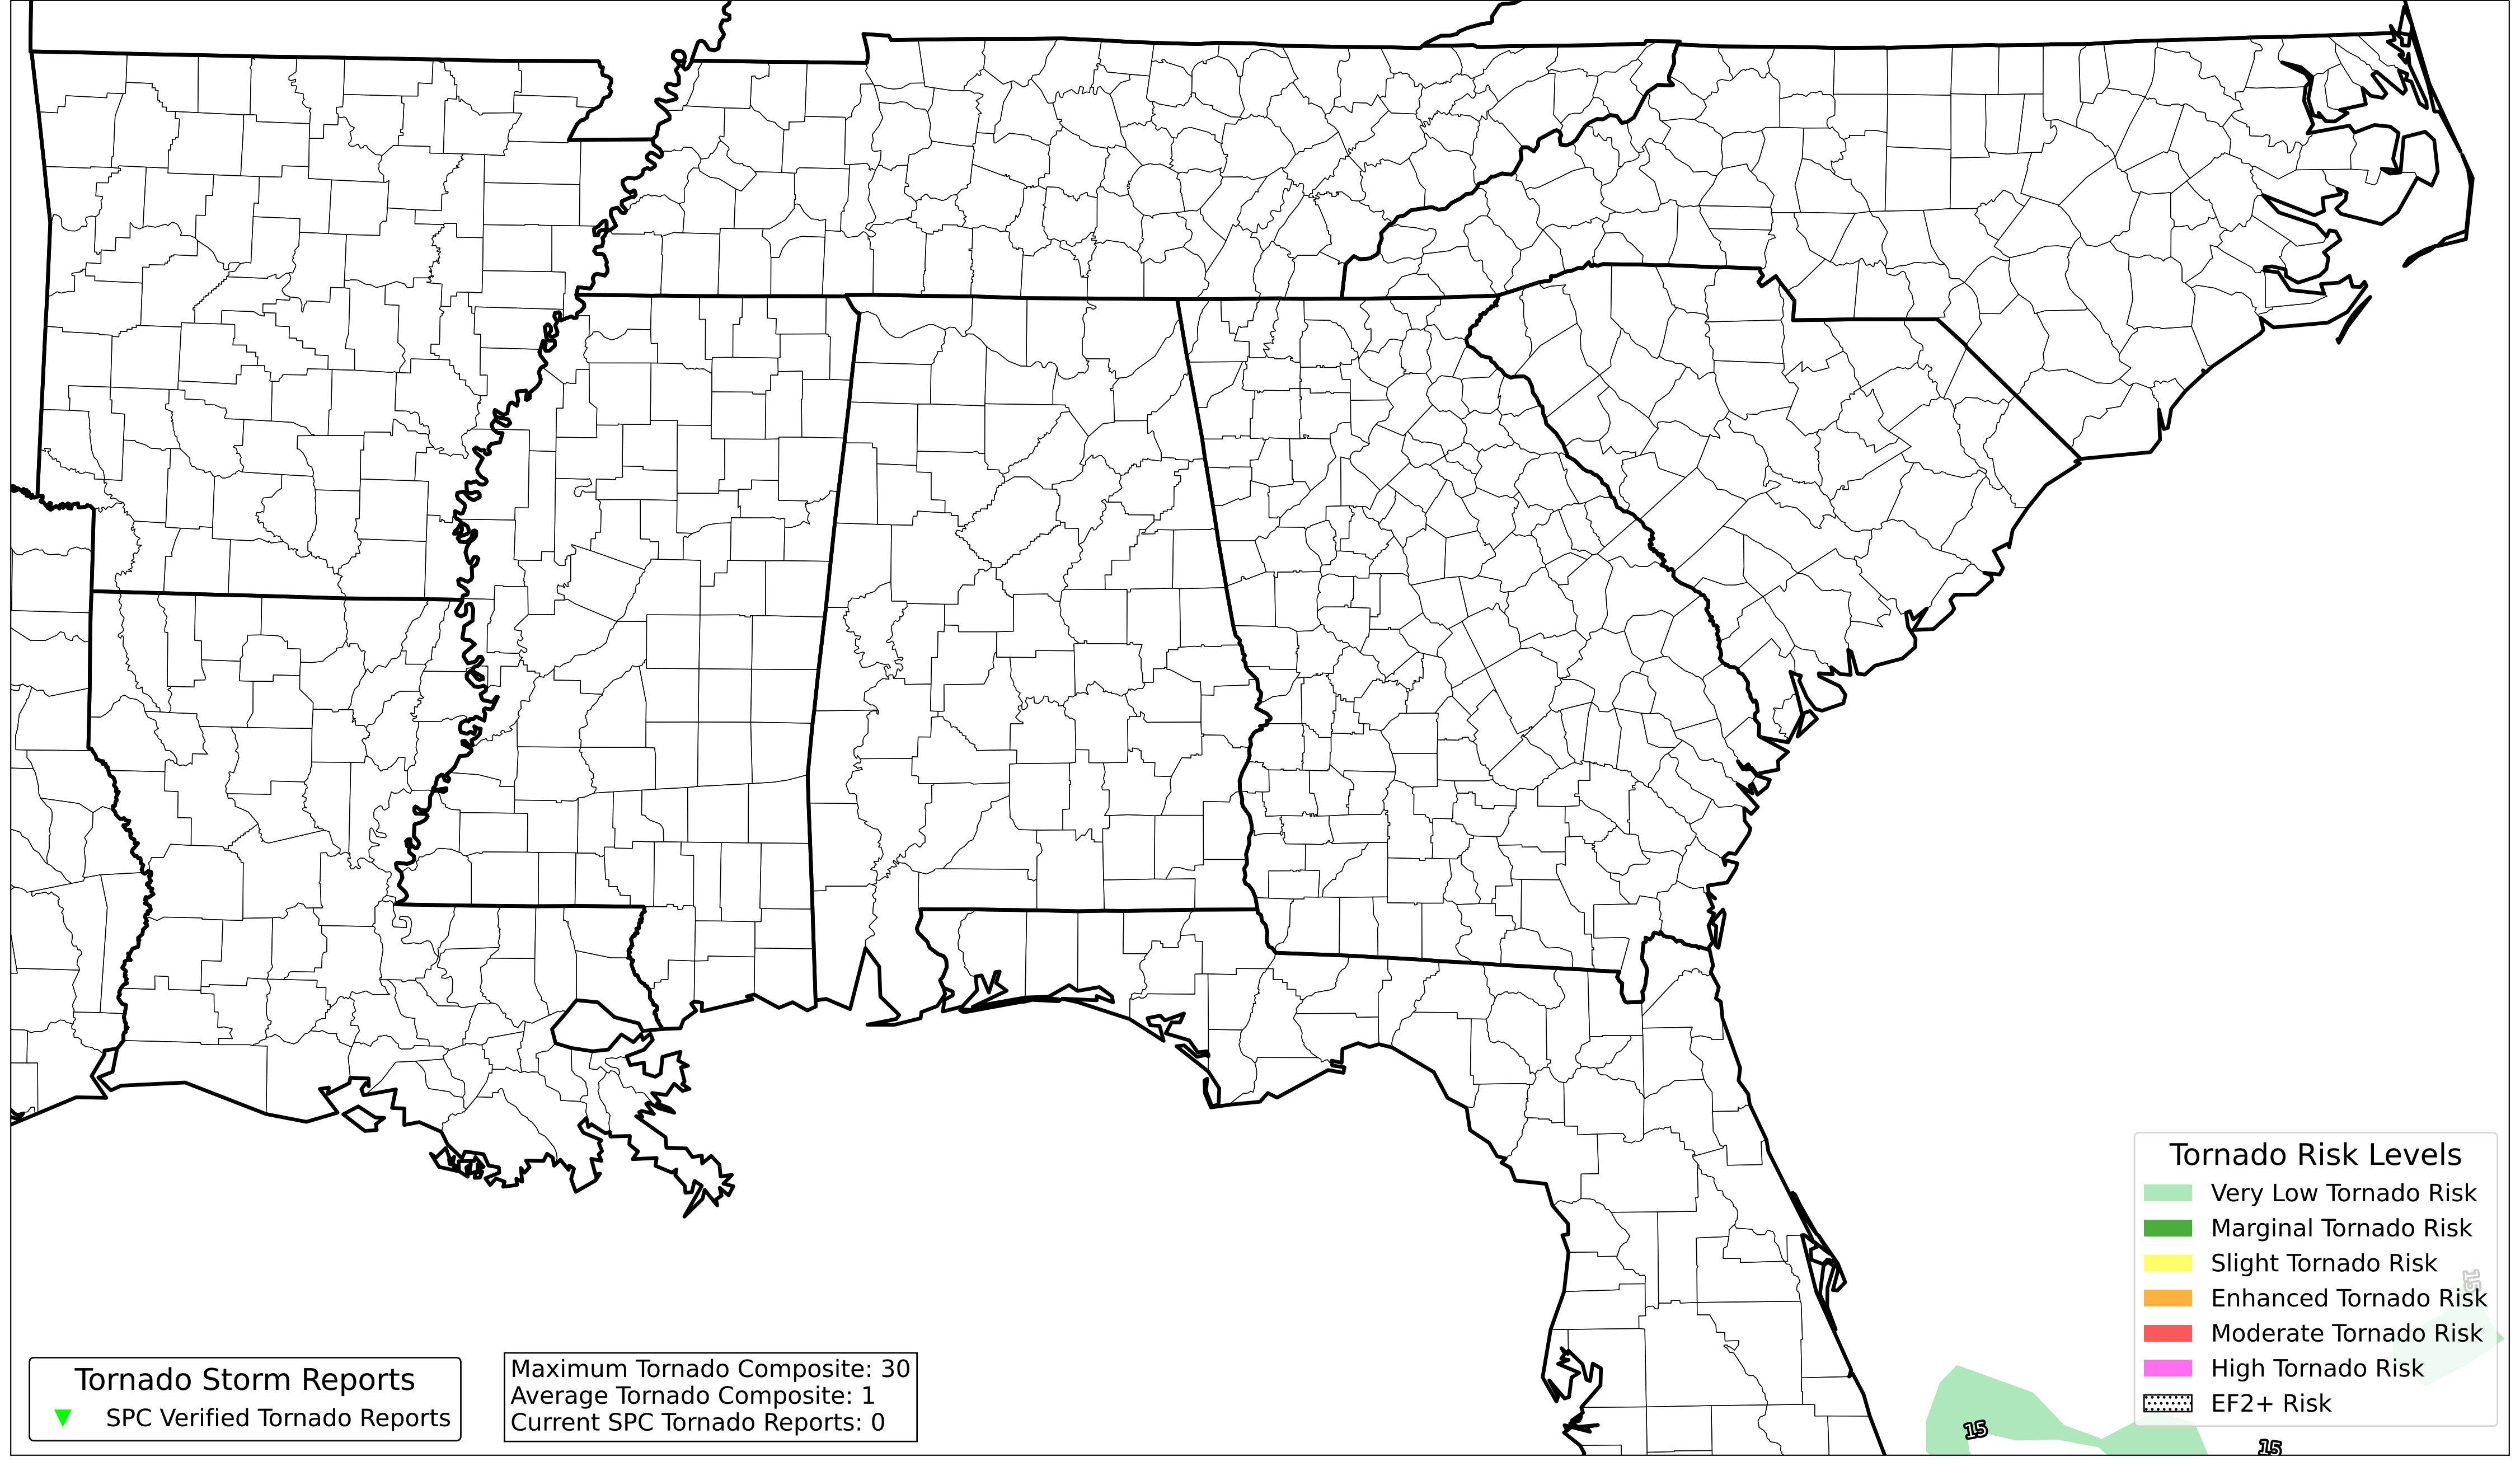 Tornado Risk Levels
Very Low Tornado Risk
Marginal Tornado Risk
Slight Tornado Risk
Enhanced Tornado Risk
Moderate Tornado Risk
High Tornado Risk
EF2+ Risk
15
15
15
Tornado Storm Reports
SPC Verified Tornado Reports
Maximum Tornado Composite: 30
Average Tornado Composite: 1
Current SPC Tornado Reports: 0